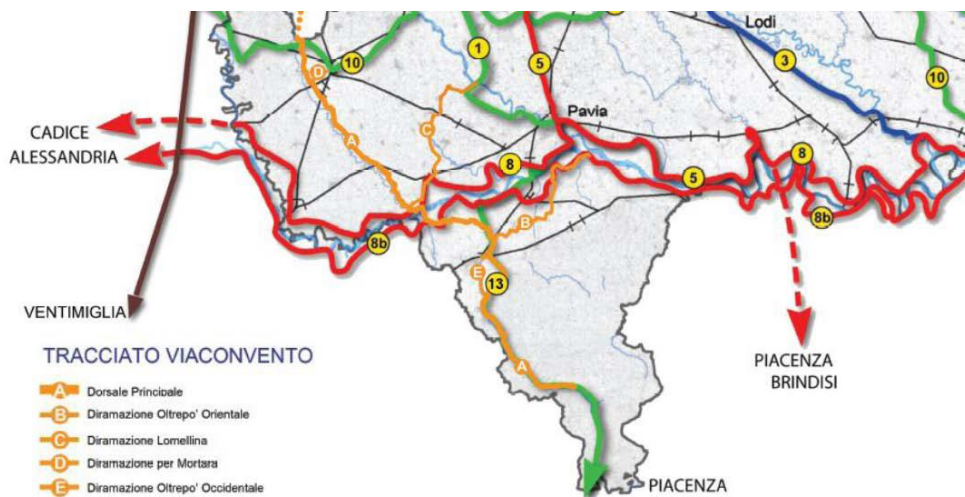 Lodi
1
5
3
10
D
10
Pavia
CADICE
ALESSANDRIA
C
A
8
8
5
B
8b
8b
E
13
VENTIMIGLIA
TRACCIATO VIACONVENTO
A Dorsale Principale
B Diramazione Oltrepo' Orientale
C Diramazione Lomellina
D Diramazione per Mortara
E Diramazione Oltrepo' Occidentale
A
PIACENZA
BRINDISI
PIACENZA